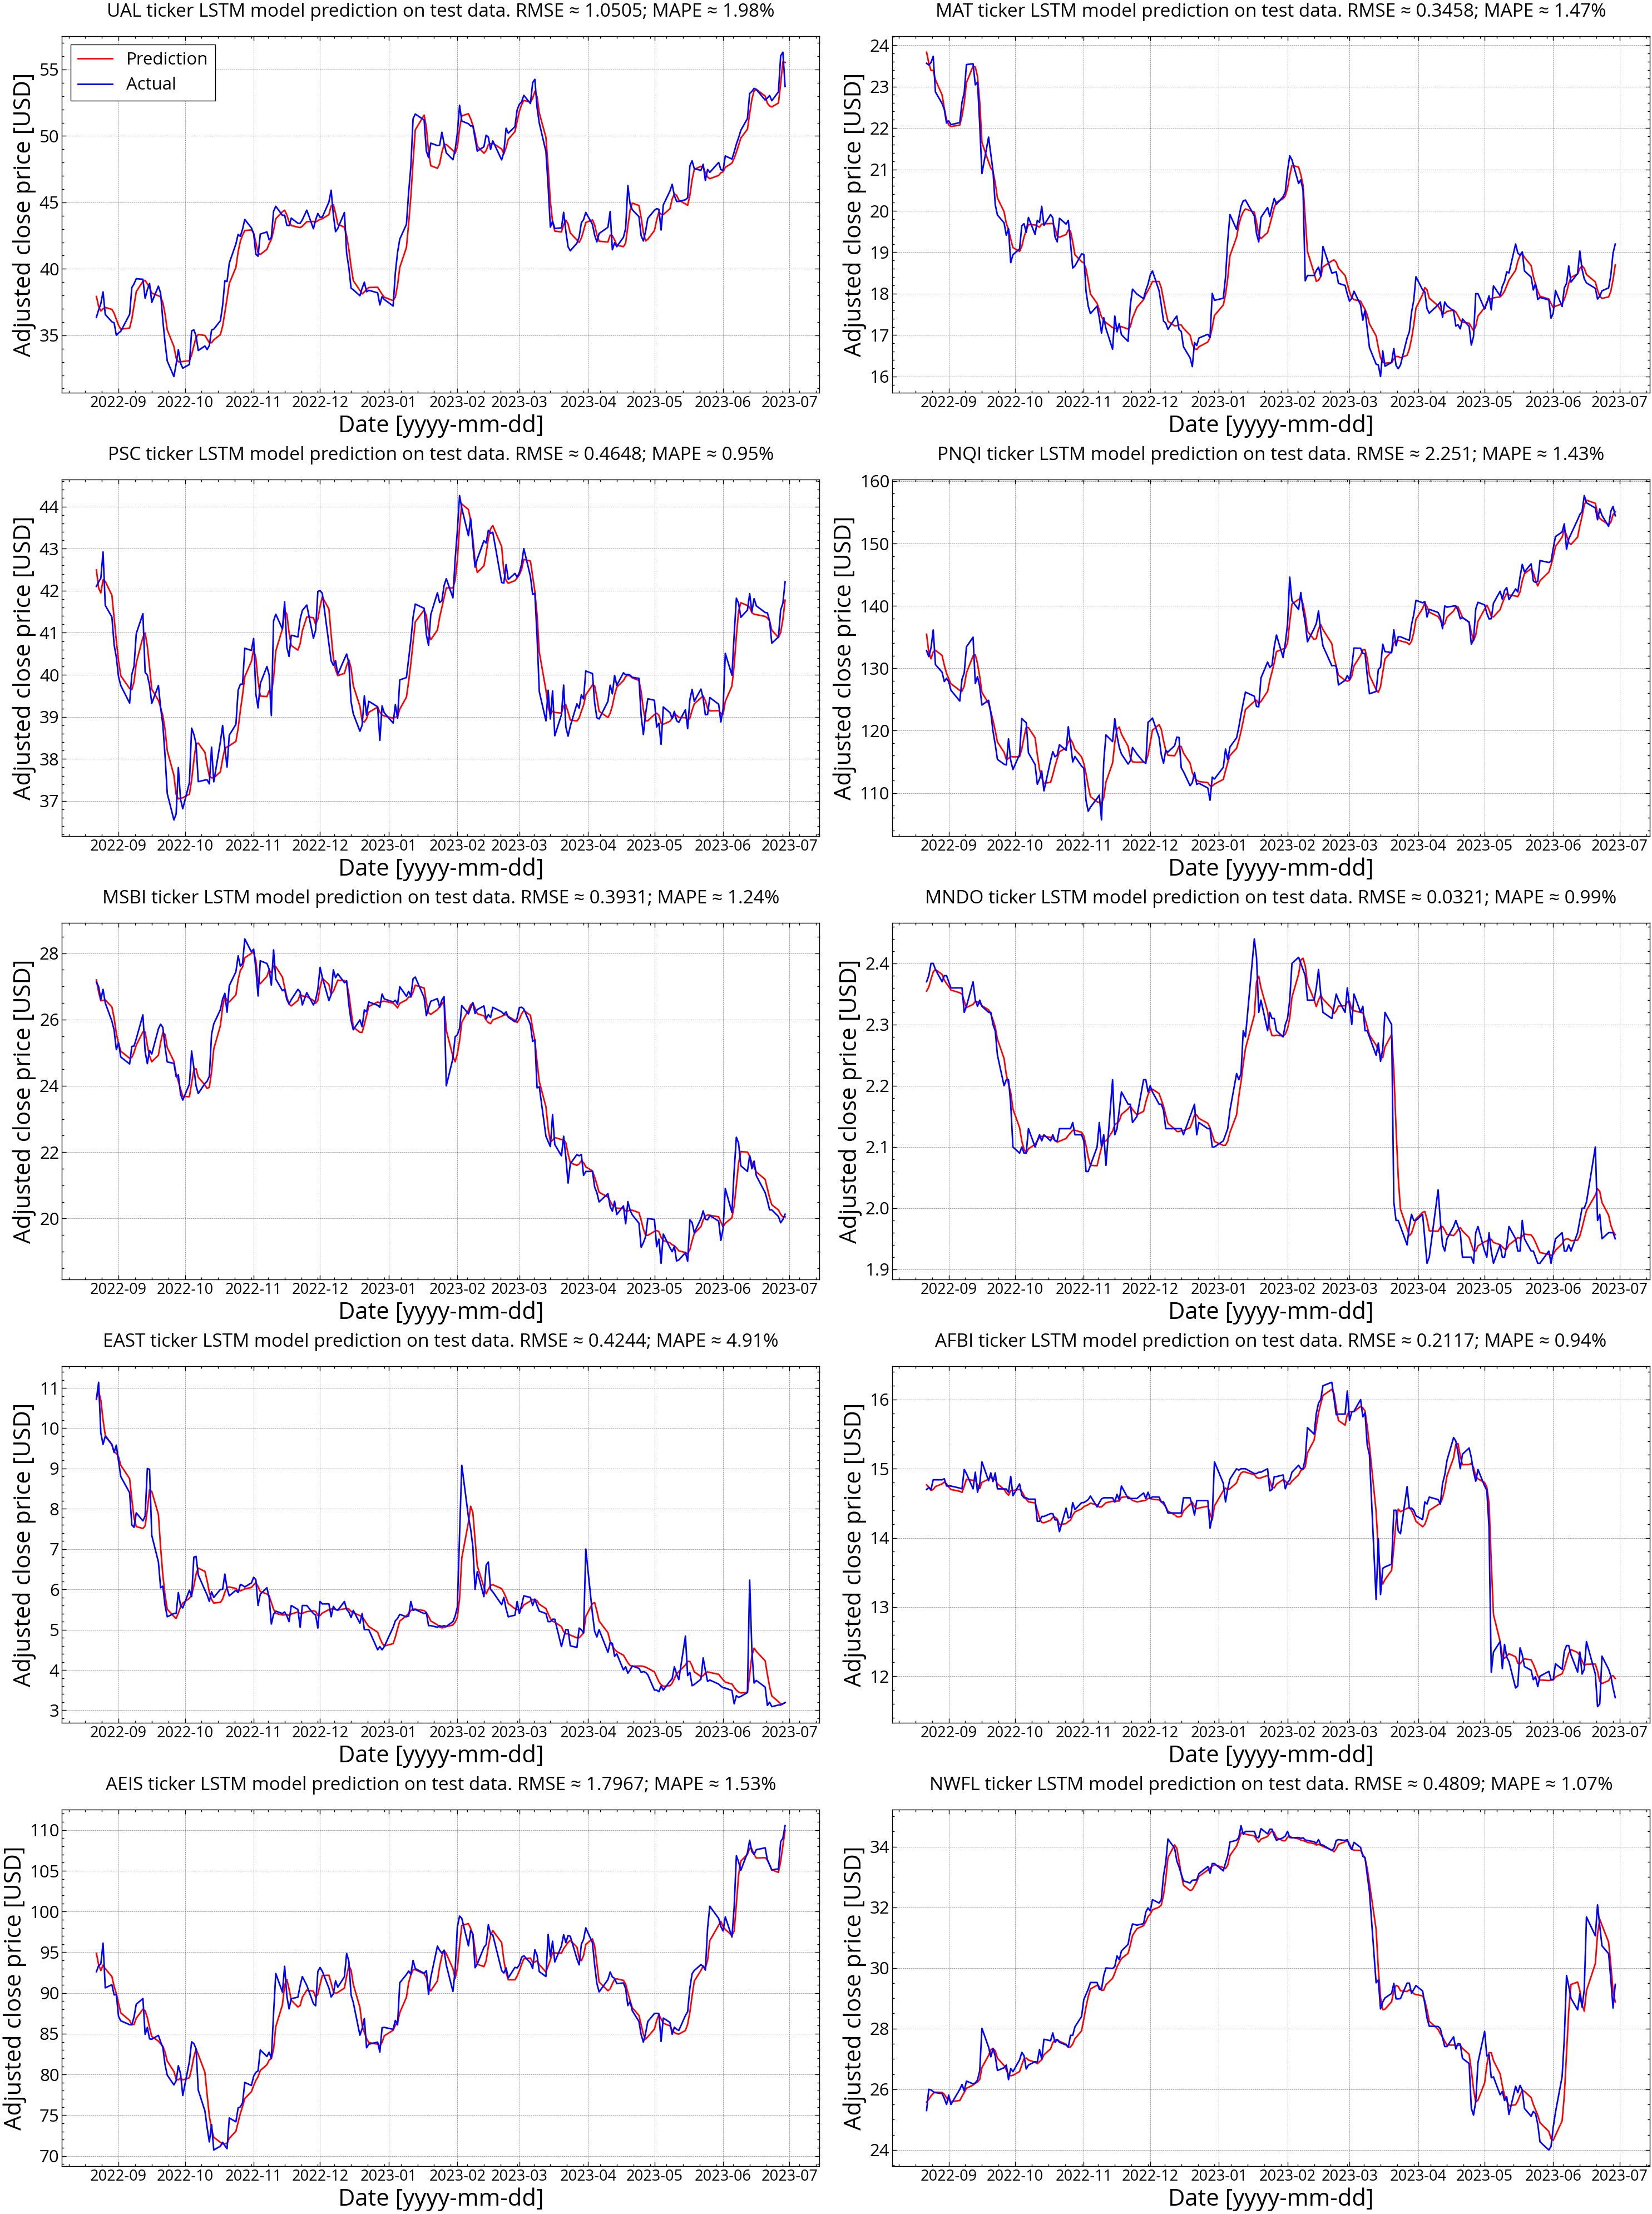 UAL ticker LSTM model prediction on test data. RMSE ≈ 1.0505; MAPE ≈ 1.98%
Prediction
Actual
55
50
45
40
35
Adjusted close price [USD]
2022-09 2022-10 2022-11 2022-12 2023-01 2023-02 2023-03 2023-04 2023-05 2023-06 2023-07
Date [yyyy-mm-dd]
MAT ticker LSTM model prediction on test data. RMSE ≈ 0.3458; MAPE ≈ 1.47%
24
23
22
21
20
19
18
17
16
Adjusted close price [USD]
2022-09 2022-10 2022-11 2022-12 2023-01 2023-02 2023-03 2023-04 2023-05 2023-06 2023-07
Date [yyyy-mm-dd]
PSC ticker LSTM model prediction on test data. RMSE ≈ 0.4648; MAPE ≈ 0.95%
44
43
42
41
40
39
38
37
Adjusted close price [USD]
2022-09 2022-10 2022-11 2022-12 2023-01 2023-02 2023-03 2023-04 2023-05 2023-06 2023-07
Date [yyyy-mm-dd]
PNQI ticker LSTM model prediction on test data. RMSE ≈ 2.251; MAPE ≈ 1.43%
160
150
140
130
120
110
Adjusted close price [USD]
2022-09 2022-10 2022-11 2022-12 2023-01 2023-02 2023-03 2023-04 2023-05 2023-06 2023-07
Date [yyyy-mm-dd]
MSBI ticker LSTM model prediction on test data. RMSE ≈ 0.3931; MAPE ≈ 1.24%
28
26
24
22
20
Adjusted close price [USD]
2022-09 2022-10 2022-11 2022-12 2023-01 2023-02 2023-03 2023-04 2023-05 2023-06 2023-07
Date [yyyy-mm-dd]
MNDO ticker LSTM model prediction on test data. RMSE ≈ 0.0321; MAPE ≈ 0.99%
2.4
2.3
2.2
2.1
2.0
1.9
Adjusted close price [USD]
2022-09 2022-10 2022-11 2022-12 2023-01 2023-02 2023-03 2023-04 2023-05 2023-06 2023-07
Date [yyyy-mm-dd]
EAST ticker LSTM model prediction on test data. RMSE ≈ 0.4244; MAPE ≈ 4.91%
11
10
9
8
7
6
5
4
3
Adjusted close price [USD]
2022-09 2022-10 2022-11 2022-12 2023-01 2023-02 2023-03 2023-04 2023-05 2023-06 2023-07
Date [yyyy-mm-dd]
AFBI ticker LSTM model prediction on test data. RMSE ≈ 0.2117; MAPE ≈ 0.94%
16
15
14
13
12
Adjusted close price [USD]
2022-09 2022-10 2022-11 2022-12 2023-01 2023-02 2023-03 2023-04 2023-05 2023-06 2023-07
Date [yyyy-mm-dd]
AEIS ticker LSTM model prediction on test data. RMSE ≈ 1.7967; MAPE ≈ 1.53%
110
105
100
95
90
85
80
75
70
Adjusted close price [USD]
2022-09 2022-10 2022-11 2022-12 2023-01 2023-02 2023-03 2023-04 2023-05 2023-06 2023-07
Date [yyyy-mm-dd]
NWFL ticker LSTM model prediction on test data. RMSE ≈ 0.4809; MAPE ≈ 1.07%
34
32
30
28
26
24
Adjusted close price [USD]
2022-09 2022-10 2022-11 2022-12 2023-01 2023-02 2023-03 2023-04 2023-05 2023-06 2023-07
Date [yyyy-mm-dd]